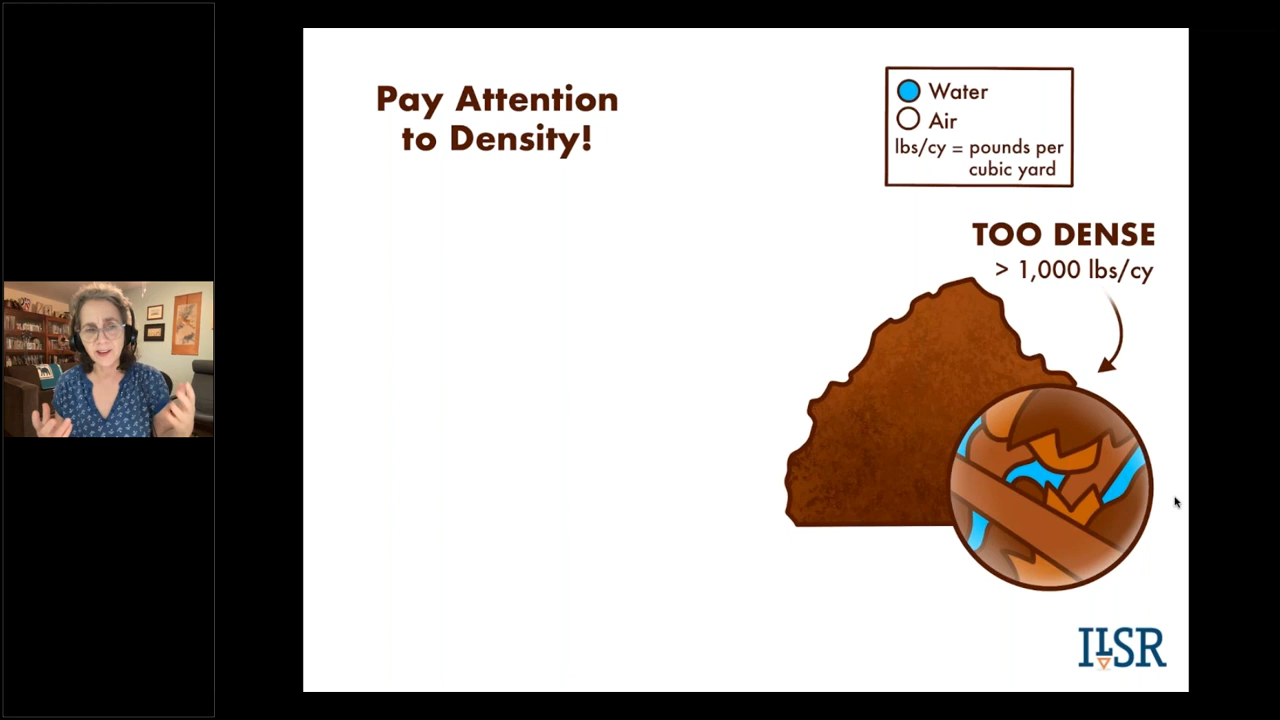 Pay Attention
to Density!
Water
Air
lbs/cy = pounds per
cubic yard
TOO DENSE
> 1,000 lbs/cy
ILSR